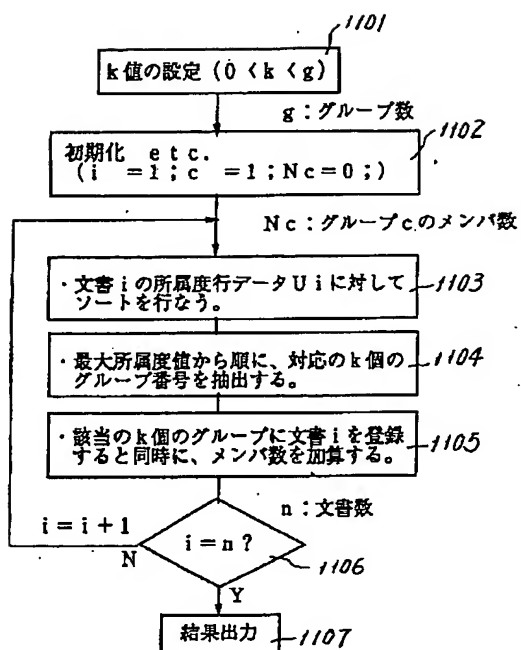 1101
k値の設定 (0 < k < g)
g：グループ数
1102
初期化 etc.
(i =1；c =1；Nc=0；)
Nc：グループcのメンバ数
・文書iの所属度行データUiに対して
ソートを行なう。
1103
・最大所属度値から順に、対応のk個の
グループ番号を抽出する。
1104
・該当のk個のグループに文書iを登録
すると同時に、メンバ数を加算する。
1105
n：文書数
i=i+1
N
i=n？
1106
Y
結果出力
1107